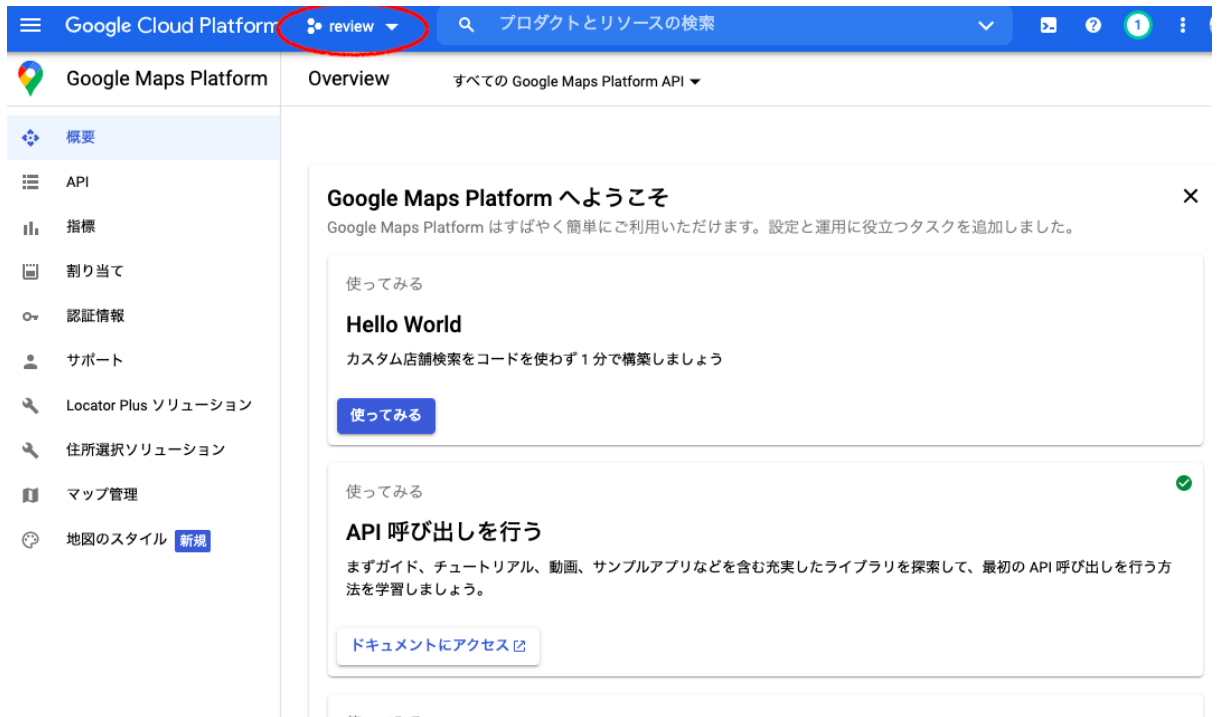 Google Cloud Platform
review
プロダクトとリソースの検索
1
Google Maps Platform
Overview
すべての Google Maps Platform API
概要
API
指標
割り当て
認証情報
サポート
Locator Plus ソリューション
住所選択ソリューション
マップ管理
地図のスタイル 新規
Google Maps Platform へようこそ
Google Maps Platform はすばやく簡単にご利用いただけます。設定と運用に役立つタスクを追加しました。
使ってみる
Hello World
カスタム店舗検索をコードを使わず 1 分で構築しましょう
使ってみる
使ってみる
API 呼び出しを行う
まずガイド、チュートリアル、動画、サンプルアプリなどを含む充実したライブラリを探索して、最初の API 呼び出しを行う方
法を学習しましょう。
ドキュメントにアクセス